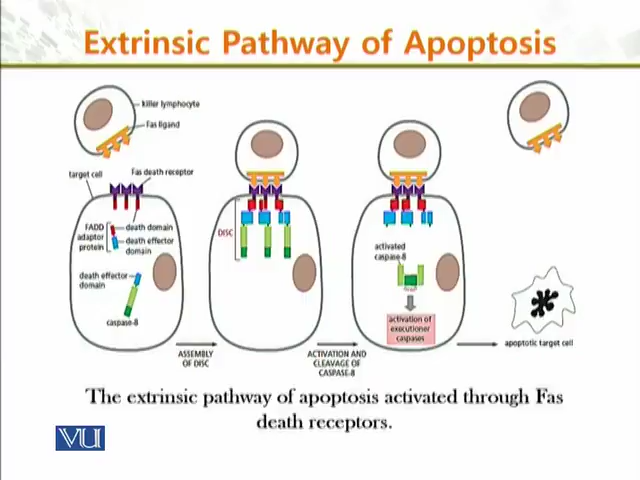 Extrinsic Pathway of Apoptosis
killer lymphocyte
Fas ligand
target cell
Fas death receptor
FADD
adaptor
protein
death domain
death effector
domain
death effector
domain
caspase-8
DISC
activated
caspase-8
activation of
executioner
caspases
ASSEMBLY
OF DISC
ACTIVATION AND
CLEAVAGE OF
CASPASE-8
apoptotic target cell
The extrinsic pathway of apoptosis activated through Fas
death receptors.
VU